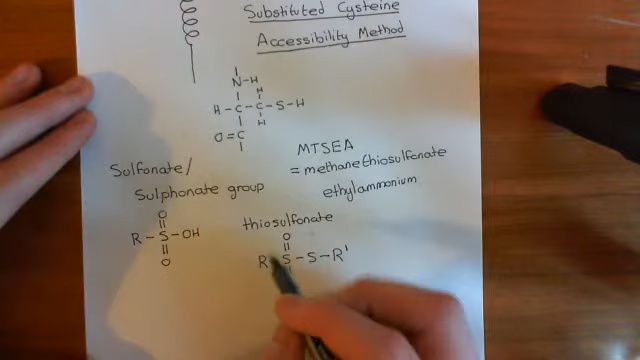 Substituted Cysteine
Accessibility Method
N-H
H
H-C-C-S-H
H
O=C
MTSEA
= methanethiosulfonate
ethylammonium
Sulfonate/
Sulphonate group
O
R-S-OH
O
thiosulfonate
O
R S-S-R'